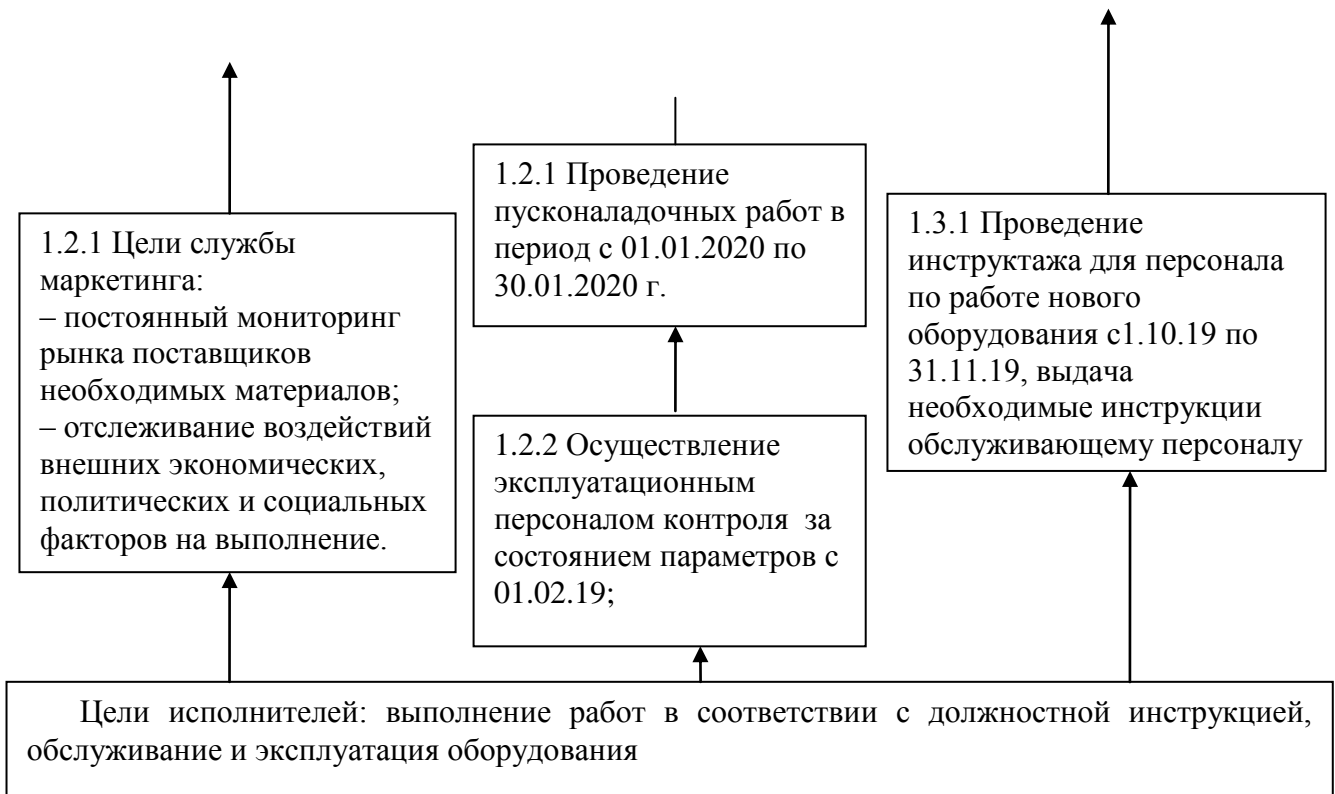 1.2.1 Цели службы
маркетинга:
– постоянный мониторинг
рынка поставщиков
необходимых материалов;
– отслеживание воздействий
внешних экономических,
политических и социальных
факторов на выполнение.
1.2.1 Проведение
пусконаладочных работ в
период с 01.01.2020 по
30.01.2020 г.
1.2.2 Осуществление
эксплуатационным
персоналом контроля за
состоянием параметров с
01.02.19;
1.3.1 Проведение
инструктажа для персонала
по работе нового
оборудования с1.10.19 по
31.11.19, выдача
необходимые инструкции
обслуживающему персоналу
Цели исполнителей: выполнение работ в соответствии с должностной инструкцией,
обслуживание и эксплуатация оборудования